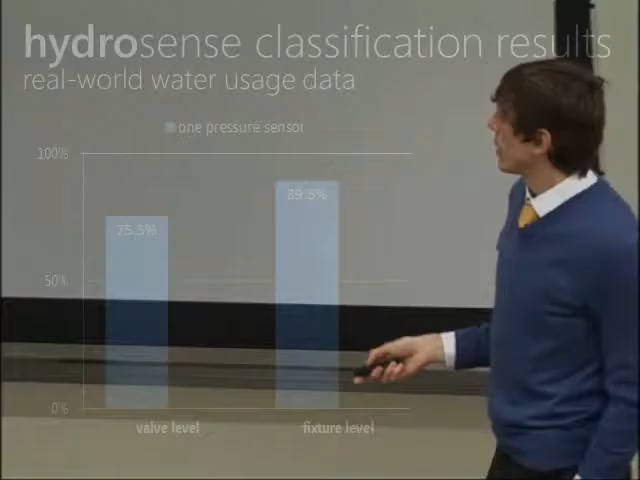 hydrosense classification results
real-world water usage data
one pressure sensor
100%
89.5%
75.5%
50%
0%
valve level fixture level